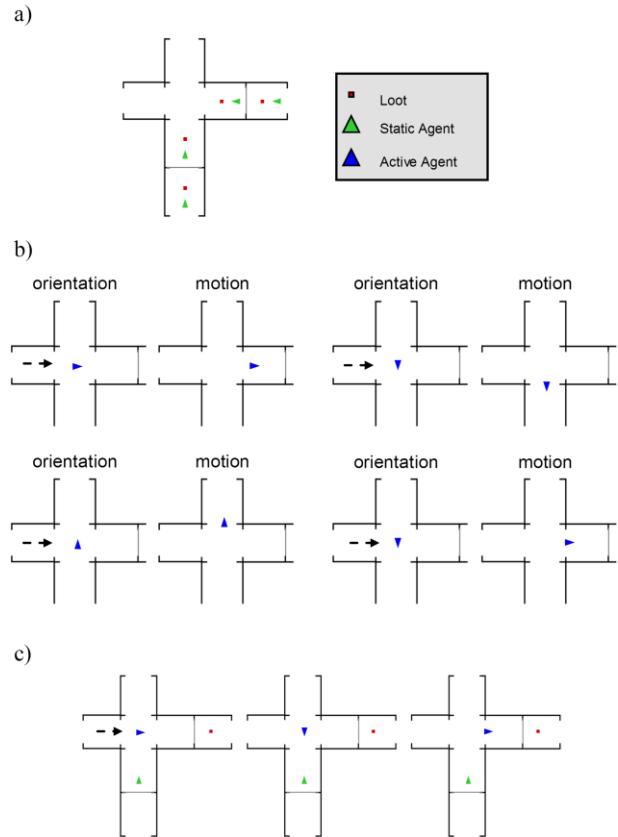 a)
Loot
Static Agent
Active Agent
b)
orientation motion orientation motion
orientation motion orientation motion
c)